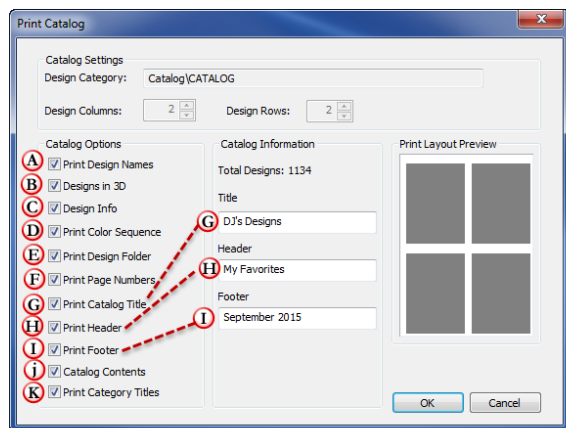 Print Catalog
x
Catalog Settings
Design Category: Catalog\CATALOG
Design Columns: 2 Design Rows: 2
Catalog Options
A Print Design Names
B Designs in 3D
C Design Info
D Print Color Sequence
E Print Design Folder
F Print Page Numbers
G Print Catalog Title
H Print Header
I Print Footer
j Catalog Contents
K Print Category Titles
Catalog Information
Total Designs: 1134
Title
G DJ's Designs
Header
H My Favorites
Footer
I September 2015
Print Layout Preview
OK Cancel